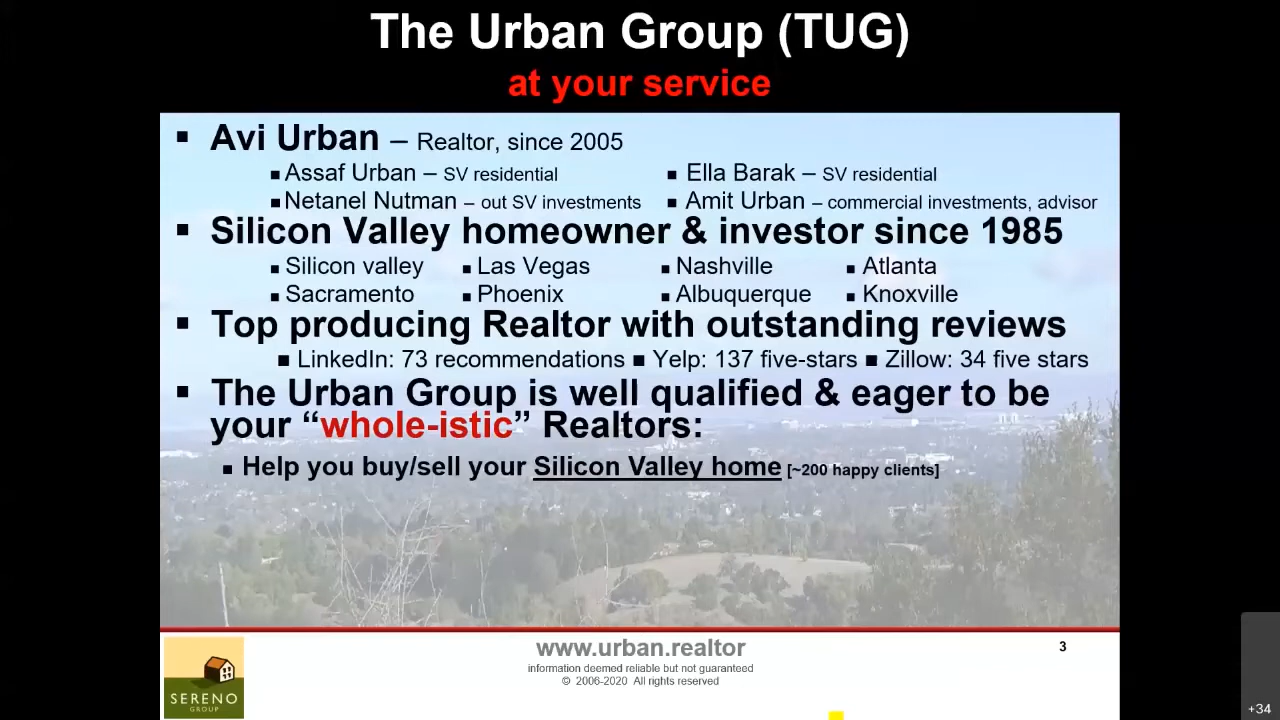 The Urban Group (TUG)
at your service
▪ Avi Urban – Realtor, since 2005
▪ Assaf Urban – SV residential ▪ Ella Barak – SV residential
▪ Netanel Nutman – out SV investments ▪ Amit Urban – commercial investments, advisor
▪ Silicon Valley homeowner & investor since 1985
▪ Silicon valley ▪ Las Vegas ▪ Nashville ▪ Atlanta
▪ Sacramento ▪ Phoenix ▪ Albuquerque ▪ Knoxville
▪ Top producing Realtor with outstanding reviews
▪ LinkedIn: 73 recommendations ▪ Yelp: 137 five-stars ▪ Zillow: 34 five stars
▪ The Urban Group is well qualified & eager to be
your “whole-istic” Realtors:
▪ Help you buy/sell your Silicon Valley home [~200 happy clients]
www.urban.realtor
3
information deemed reliable but not guaranteed
© 2006-2020 All rights reserved
SERENO
GROUP
+34